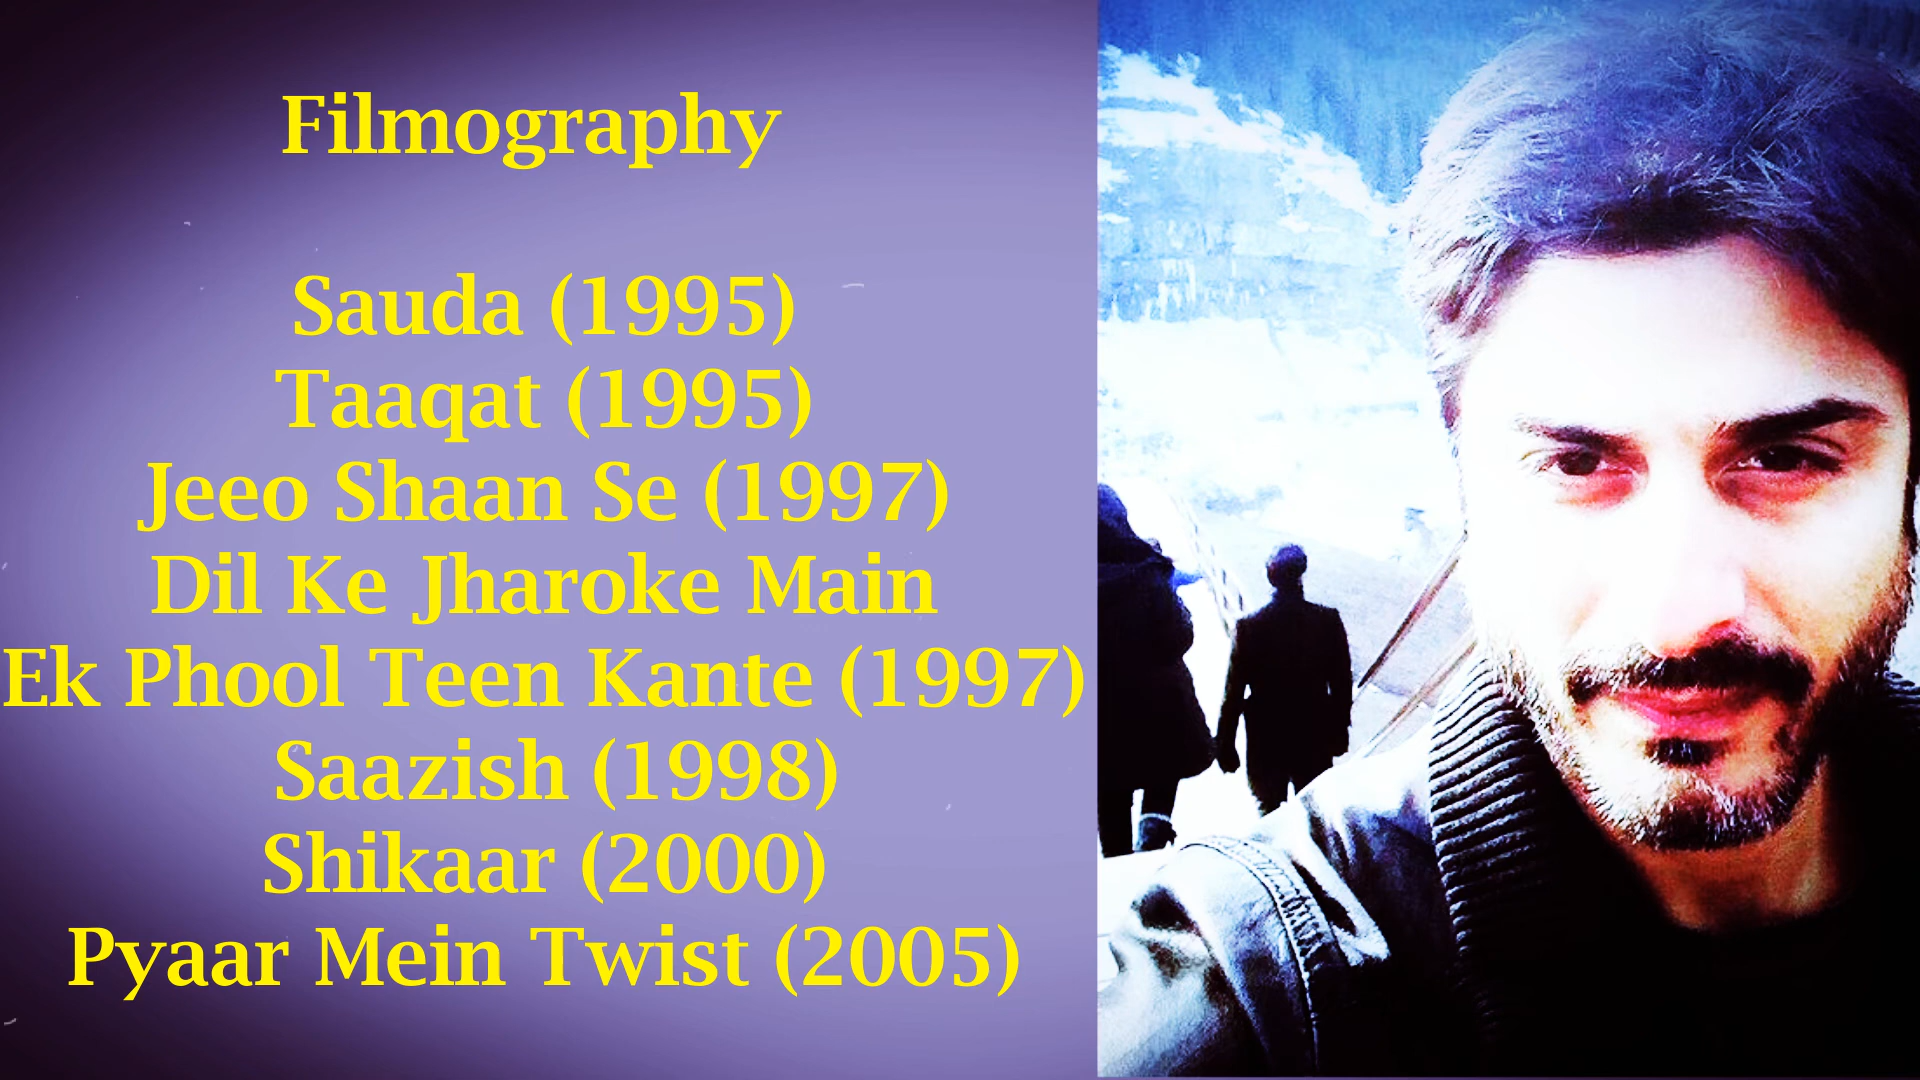 Filmography
Sauda (1995)
Taaqat (1995)
Jeeo Shaan Se (1997)
Dil Ke Jharoke Main
Ek Phool Teen Kante (1997)
Saazish (1998)
Shikaar (2000)
Pyaar Mein Twist (2005)